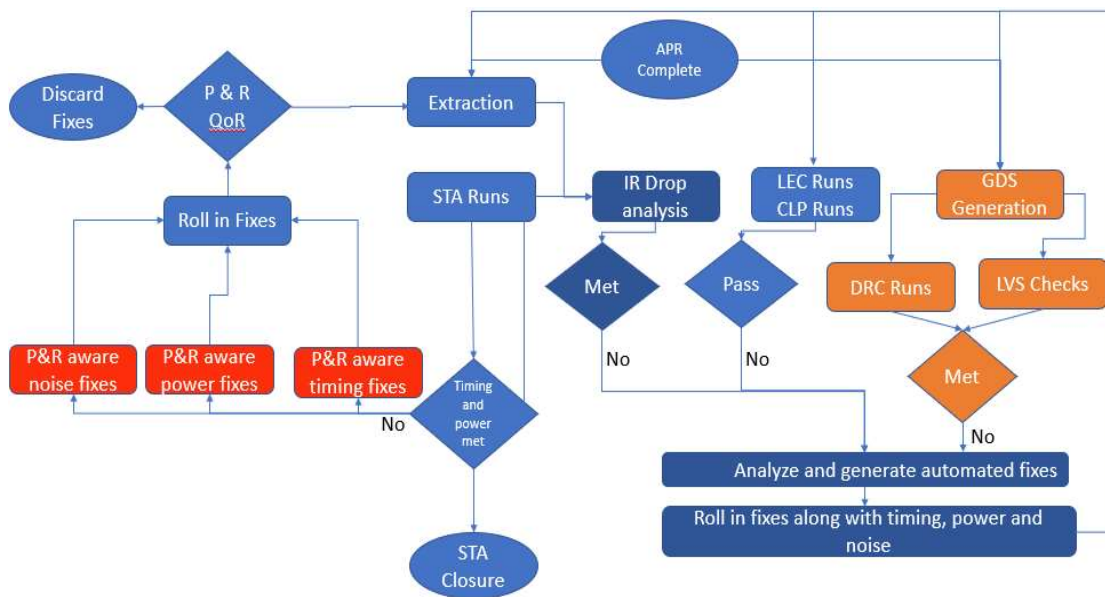 APR
Complete
Discard
Fixes
P & R
QoR
Extraction
Roll in Fixes
STA Runs
IR Drop
analysis
LEC Runs
CLP Runs
GDS
Generation
Met
Pass
DRC Runs
LVS Checks
P&R aware
noise fixes
P&R aware
power fixes
P&R aware
timing fixes
Timing
and
power
met
No
No
No
Met
No
Analyze and generate automated fixes
Roll in fixes along with timing, power and
noise
STA
Closure